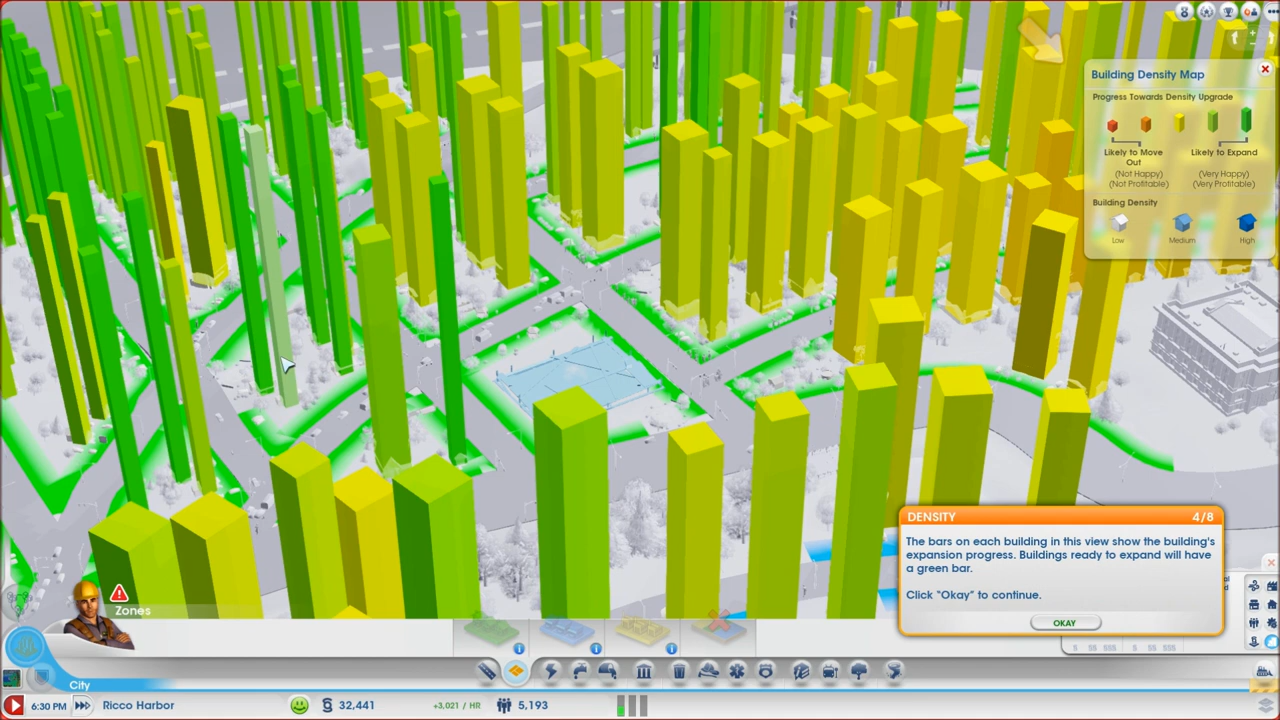 Building Density Map
Progress Towards Density Upgrade
Likely to Move Out
(Not Happy)
(Not Profitable)
Likely to Expand
(Very Happy)
(Very Profitable)
Building Density
Low
Medium
High
DENSITY
4/8
The bars on each building in this view show the building's
expansion progress. Buildings ready to expand will have
a green bar.
Click "Okay" to continue.
OKAY
$ $$ $$$ $ $$ $$$
Zones
City
6:30 PM
Ricco Harbor
32,441
+3,021 / HR
5,193